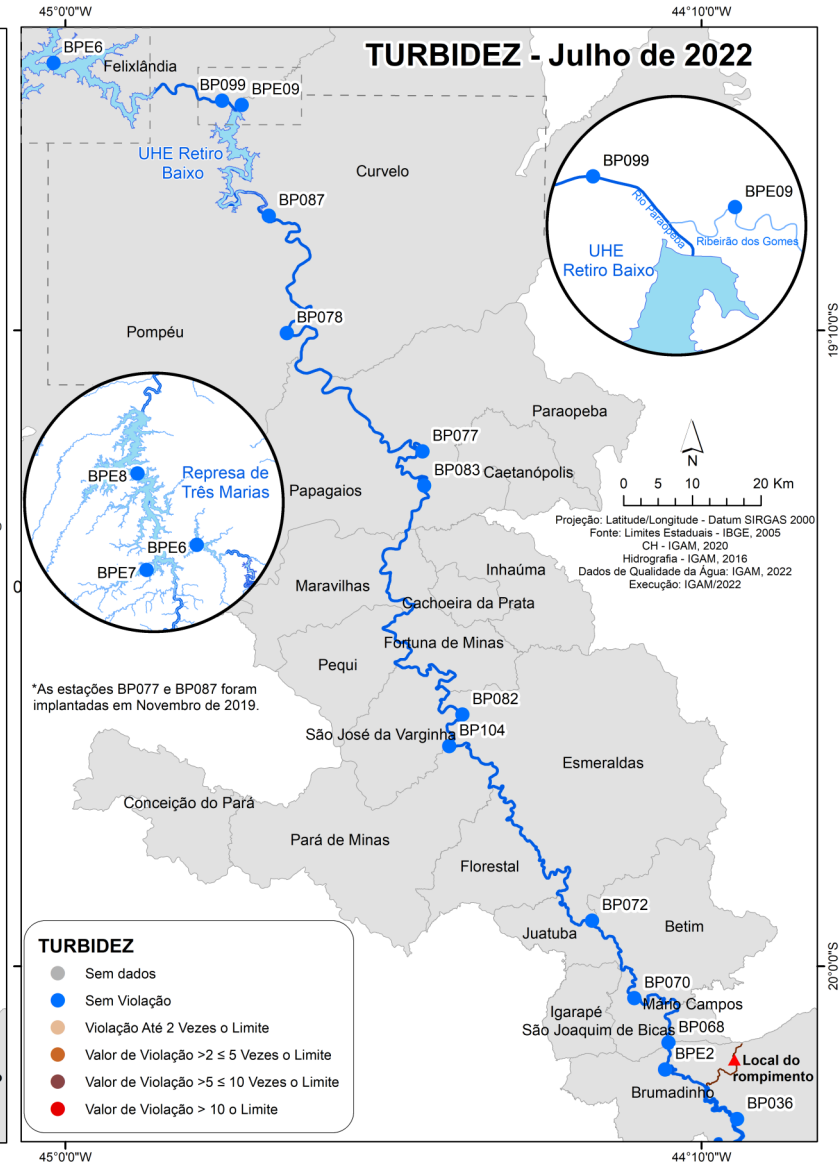 45°0'0"W
44°10'0"W
TURBIDEZ - Julho de 2022
BPE6
Felixlândia
BP099
BPE09
UHE Retiro
Baixo
Curvelo
BP087
BP099
BPE09
Rio Paraopeba
Ribeirão dos Gomes
UHE
Retiro Baixo
BP078
Pompéu
19°10'0"S
Paraopeba
BP077
BP083
Caetanópolis
Papagaios
N
0 5 10 20 Km
Projeção: Latitude/Longitude - Datum SIRGAS 2000
Fonte: Limites Estaduais - IBGE, 2005
CH - IGAM, 2020
Hidrografia - IGAM, 2016
Dados de Qualidade da Água: IGAM, 2022
Execução: IGAM/2022
BPE8
Represa de
Três Marias
BPE6
BPE7
Inhaúma
Maravilhas
Cachoeira da Prata
Fortuna de Minas
Pequi
*As estações BP077 e BP087 foram
implantadas em Novembro de 2019.
BP082
BP104
São José da Varginha
Esmeraldas
Conceição do Pará
Pará de Minas
Florestal
BP072
Betim
Juatuba
20°0'0"S
BP070
Mário Campos
Igarapé
São Joaquim de Bicas
BP068
BPE2
Local do
rompimento
Brumadinho
BP036
TURBIDEZ
Sem dados
Sem Violação
Violação Até 2 Vezes o Limite
Valor de Violação >2 ≤ 5 Vezes o Limite
Valor de Violação >5 ≤ 10 Vezes o Limite
Valor de Violação > 10 o Limite
45°0'0"W
44°10'0"W